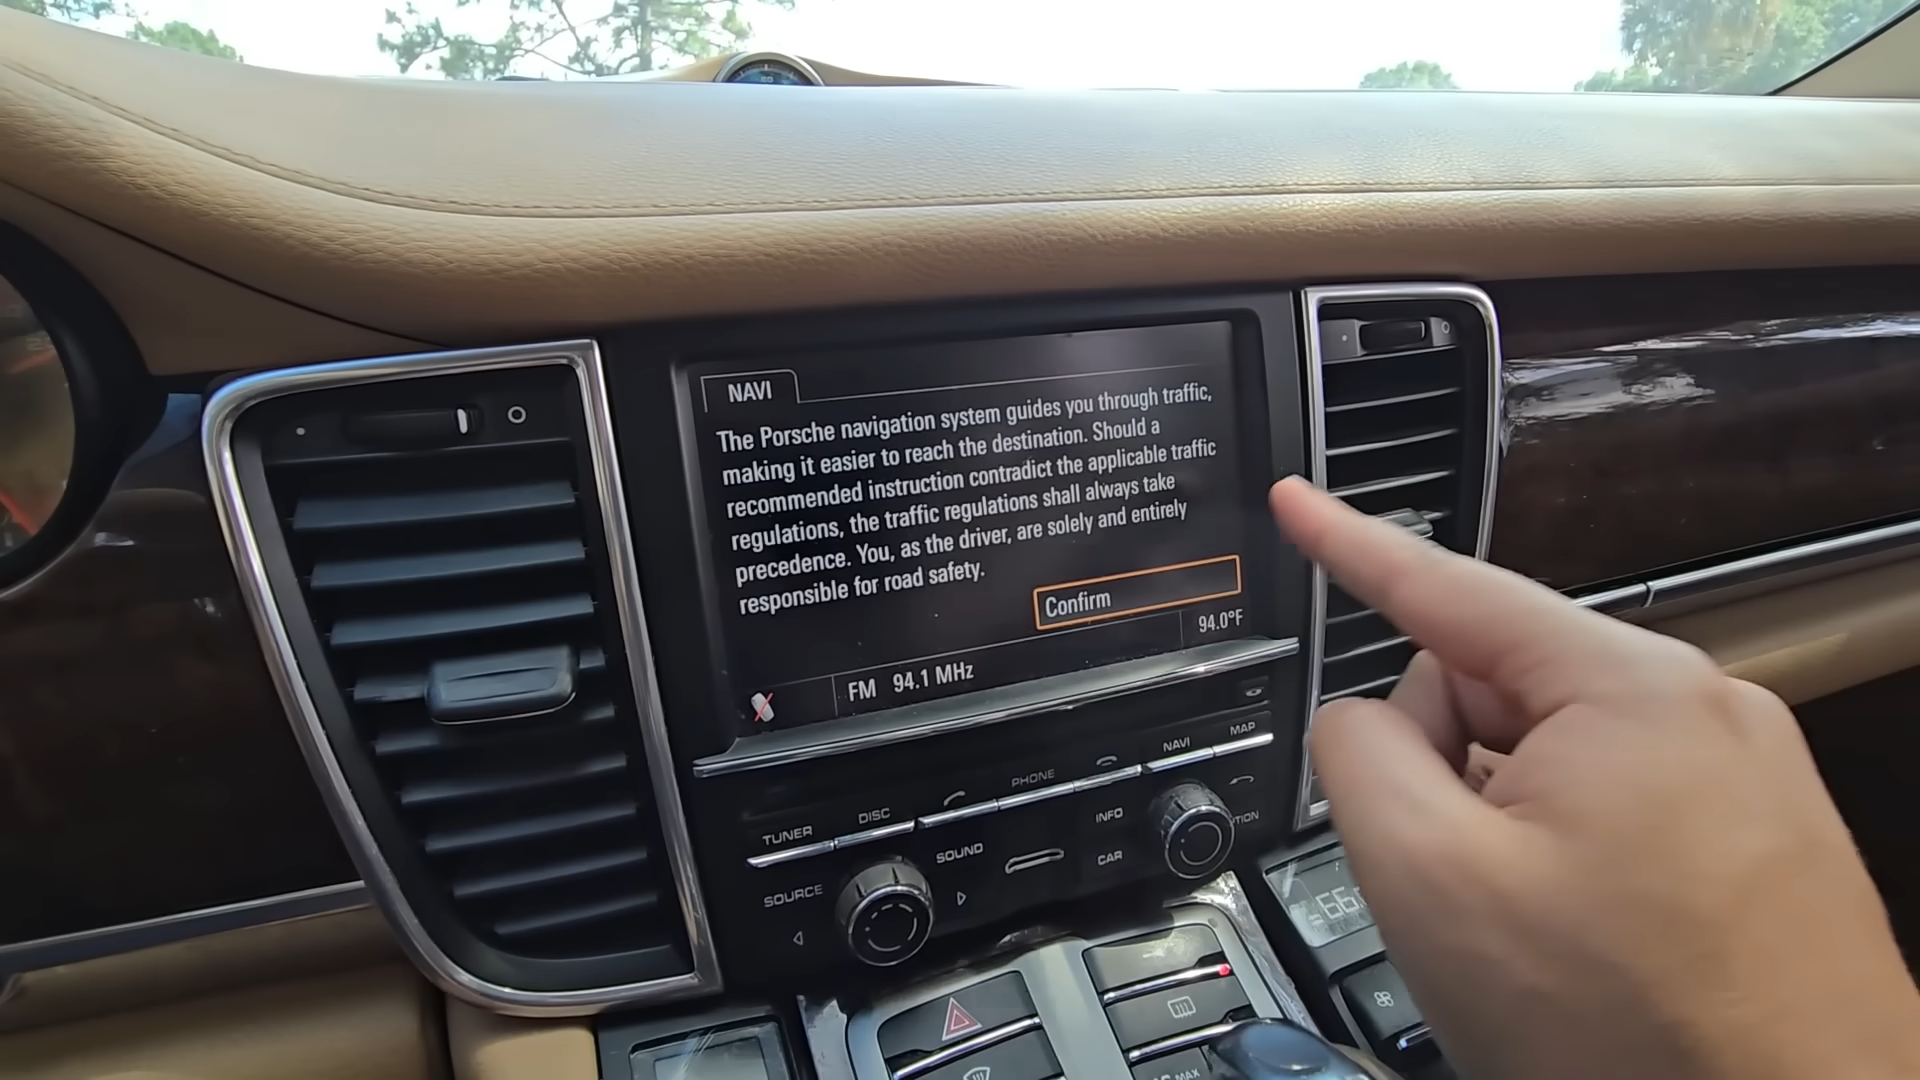 NAVI
The Porsche navigation system guides you through traffic,
making it easier to reach the destination. Should a
recommended instruction contradict the applicable traffic
regulations, the traffic regulations shall always take
precedence. You, as the driver, are solely and entirely
responsible for road safety.
Confirm
94.0°F
FM 94.1 MHz
TUNER
DISC
PHONE
NAVI
MAP
SOURCE
SOUND
INFO
CAR
MAX